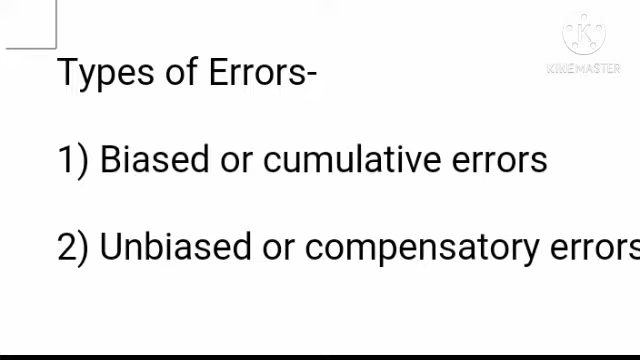 KINEMASTER
Types of Errors-
1) Biased or cumulative errors
2) Unbiased or compensatory errors